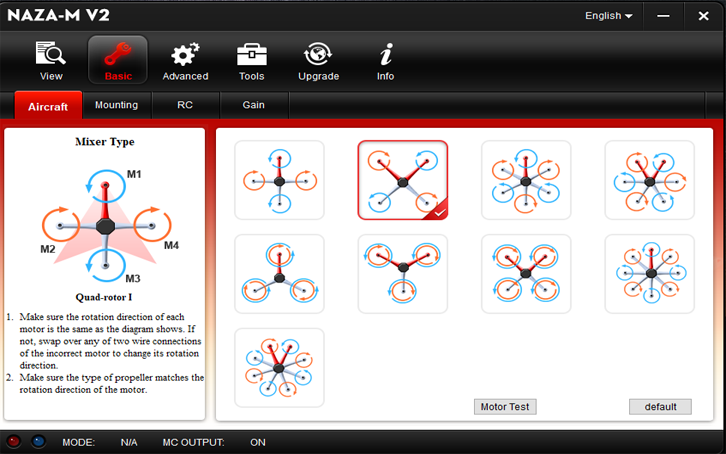 NAZA-M V2
English
View
Basic
Advanced
Tools
Upgrade
Info
Aircraft
Mounting
RC
Gain
Mixer Type
M1
M2
M4
M3
Quad-rotor I
1. Make sure the rotation direction of each
motor is the same as the diagram shows. If
not, swap over any of two wire connections
of the incorrect motor to change its rotation
direction.
2. Make sure the type of propeller matches the
rotation direction of the motor.
Motor Test
default
MODE: N/A MC OUTPUT: ON